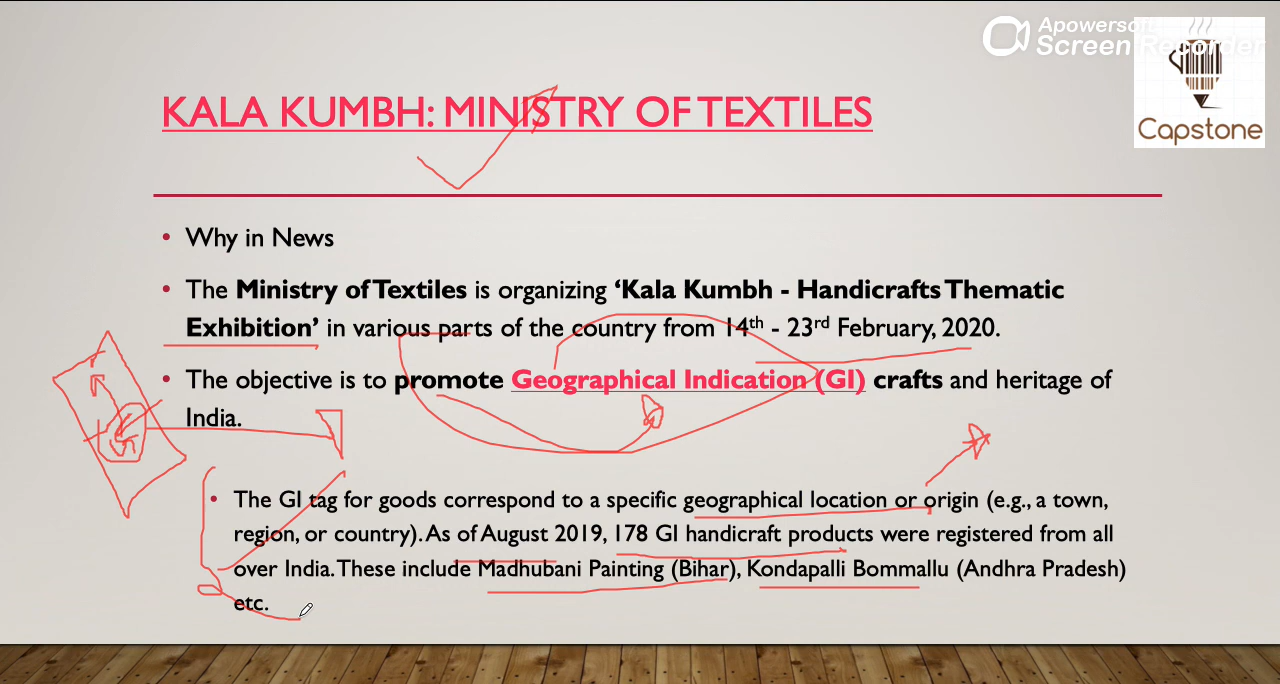 Apowersoft
Screen Recorder
Capstone
KALA KUMBH: MINISTRY OF TEXTILES
• Why in News
• The Ministry of Textiles is organizing ‘Kala Kumbh - Handicrafts Thematic
Exhibition’ in various parts of the country from 14th - 23rd February, 2020.
• The objective is to promote Geographical Indication (GI) crafts and heritage of
India.
• The GI tag for goods correspond to a specific geographical location or origin (e.g., a town,
region, or country). As of August 2019, 178 GI handicraft products were registered from all
over India. These include Madhubani Painting (Bihar), Kondapalli Bommallu (Andhra Pradesh)
etc.